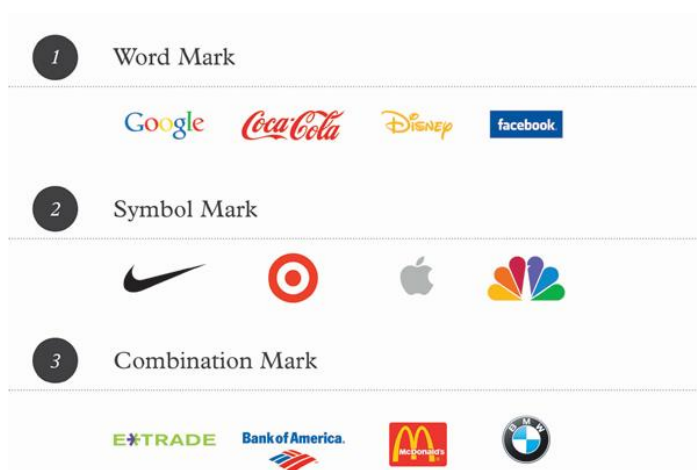 1 Word Mark
Google Coca-Cola Disney facebook.
2 Symbol Mark
3 Combination Mark
E*TRADE Bank of America. McDonald's BMW